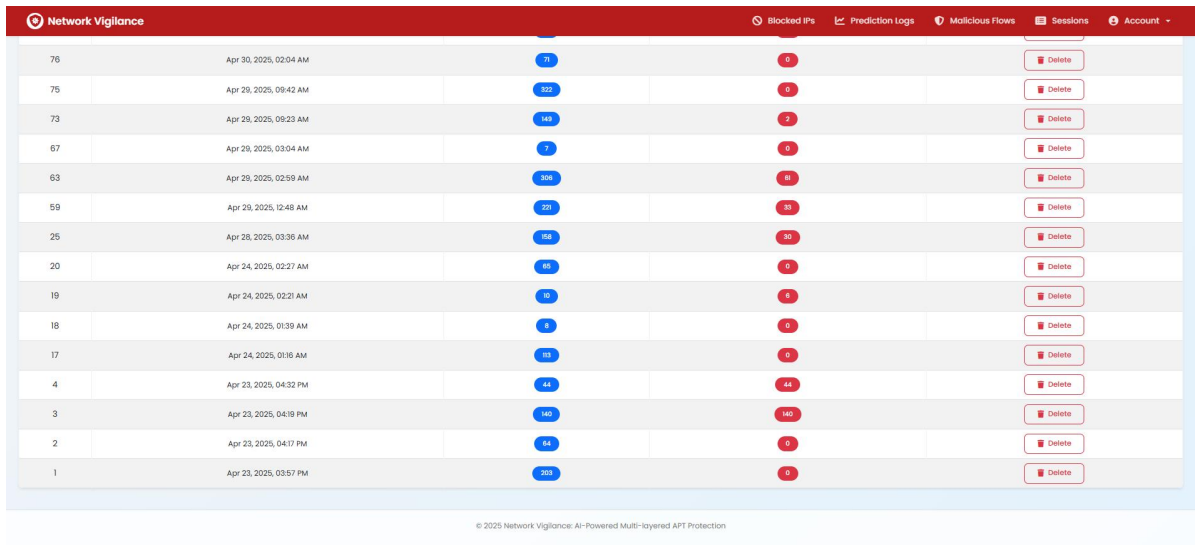 Network Vigilance Blocked IPs Prediction Logs Malicious Flows Sessions Account
76 Apr 30, 2025, 02:04 AM 71 0 Delete
75 Apr 29, 2025, 09:42 AM 322 0 Delete
73 Apr 29, 2025, 09:23 AM 149 2 Delete
67 Apr 29, 2025, 03:04 AM 7 0 Delete
63 Apr 29, 2025, 02:59 AM 306 81 Delete
59 Apr 29, 2025, 12:48 AM 221 33 Delete
25 Apr 28, 2025, 03:36 AM 158 30 Delete
20 Apr 24, 2025, 02:27 AM 65 0 Delete
19 Apr 24, 2025, 02:21 AM 10 6 Delete
18 Apr 24, 2025, 01:39 AM 8 0 Delete
17 Apr 24, 2025, 01:16 AM 113 0 Delete
4 Apr 23, 2025, 04:32 PM 44 44 Delete
3 Apr 23, 2025, 04:19 PM 140 140 Delete
2 Apr 23, 2025, 04:17 PM 64 0 Delete
1 Apr 23, 2025, 03:57 PM 203 0 Delete
© 2025 Network Vigilance: AI-Powered Multi-layered APT Protection